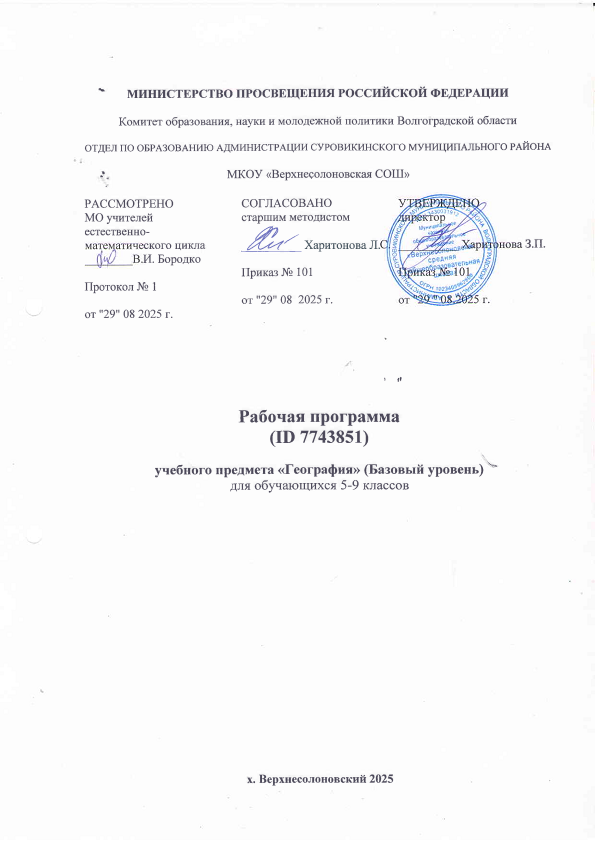 МИНИСТЕРСТВО ПРОСВЕЩЕНИЯ РОССИЙСКОЙ ФЕДЕРАЦИИ
Комитет образования, науки и молодежной политики Волгоградской области
ОТДЕЛ ПО ОБРАЗОВАНИЮ АДМИНИСТРАЦИИ СУРОВИКИНСКОГО МУНИЦИПАЛЬНОГО РАЙОНА
МКОУ «Верхнесолоновская СОШ»
РАССМОТРЕНО
МО учителей
естественно-
математического цикла
В.И. Бородко
Протокол № 1
от "29" 08 2025 г.
СОГЛАСОВАНО
старшим методистом
Харитонова Л.С.
Приказ № 101
от "29" 08 2025 г.
УТВЕРЖДЕНО
директор
Харитонова З.П.
Приказ № 101
от "29" 08 2025 г.
средняя
Рабочая программа
(ID 7743851)
учебного предмета «География» (Базовый уровень)
для обучающихся 5-9 классов
х. Верхнесолоновский 2025